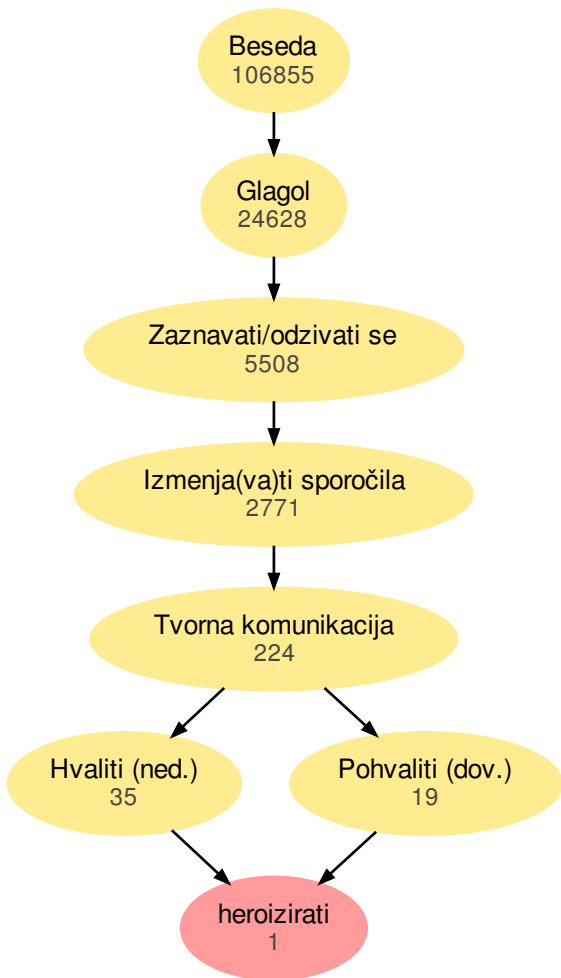 Beseda
106855
Glagol
24628
Zaznavati/odzivati se
5508
Izmenja(va)ti sporočila
2771
Tvorna komunikacija
224
Hvaliti (ned.)
35
Pohvaliti (dov.)
19
heroizirati
1